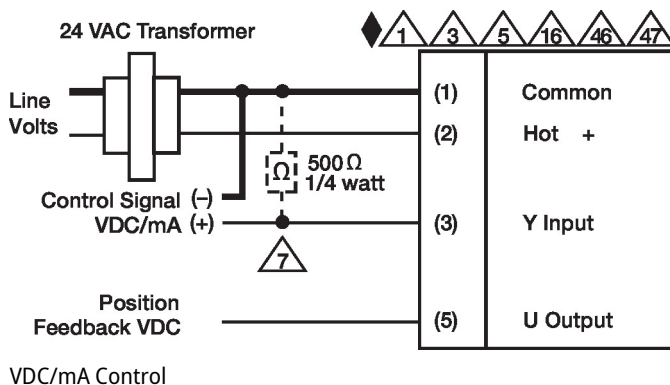 24 VAC Transformer
1 3 5 16 46 47
Line
Volts
(1) Common
(2) Hot +
Ω 500 Ω
1/4 watt
Control Signal (-)
VDC/mA (+)
(3) Y Input
7
Position
Feedback VDC
(5) U Output
VDC/mA Control